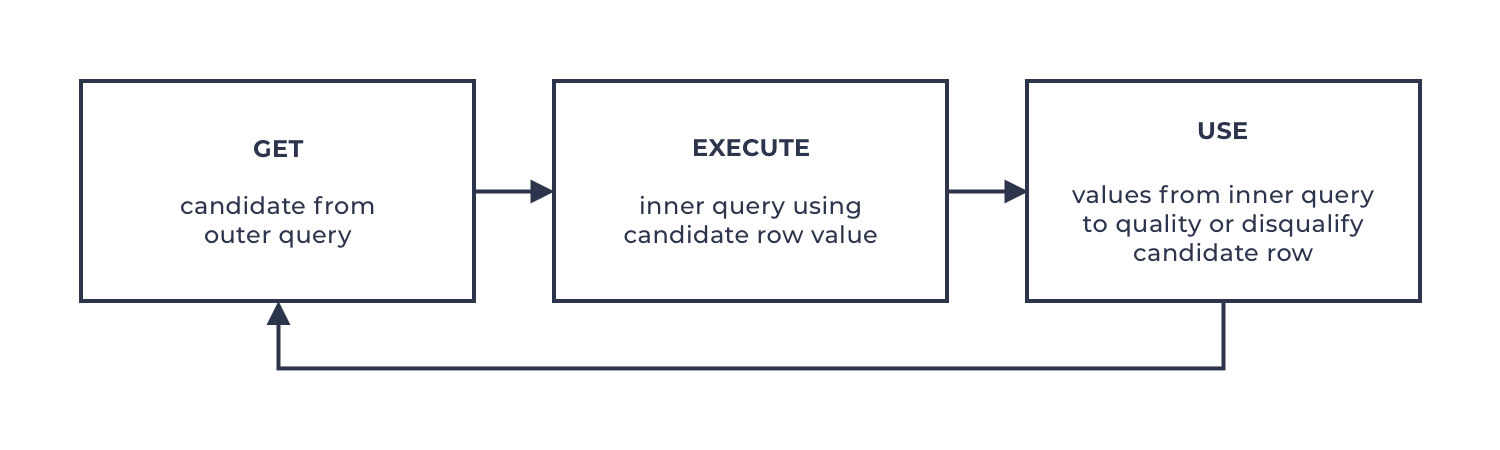 GET
candidate from
outer query
EXECUTE
inner query using
candidate row value
USE
values from inner query
to quality or disqualify
candidate row